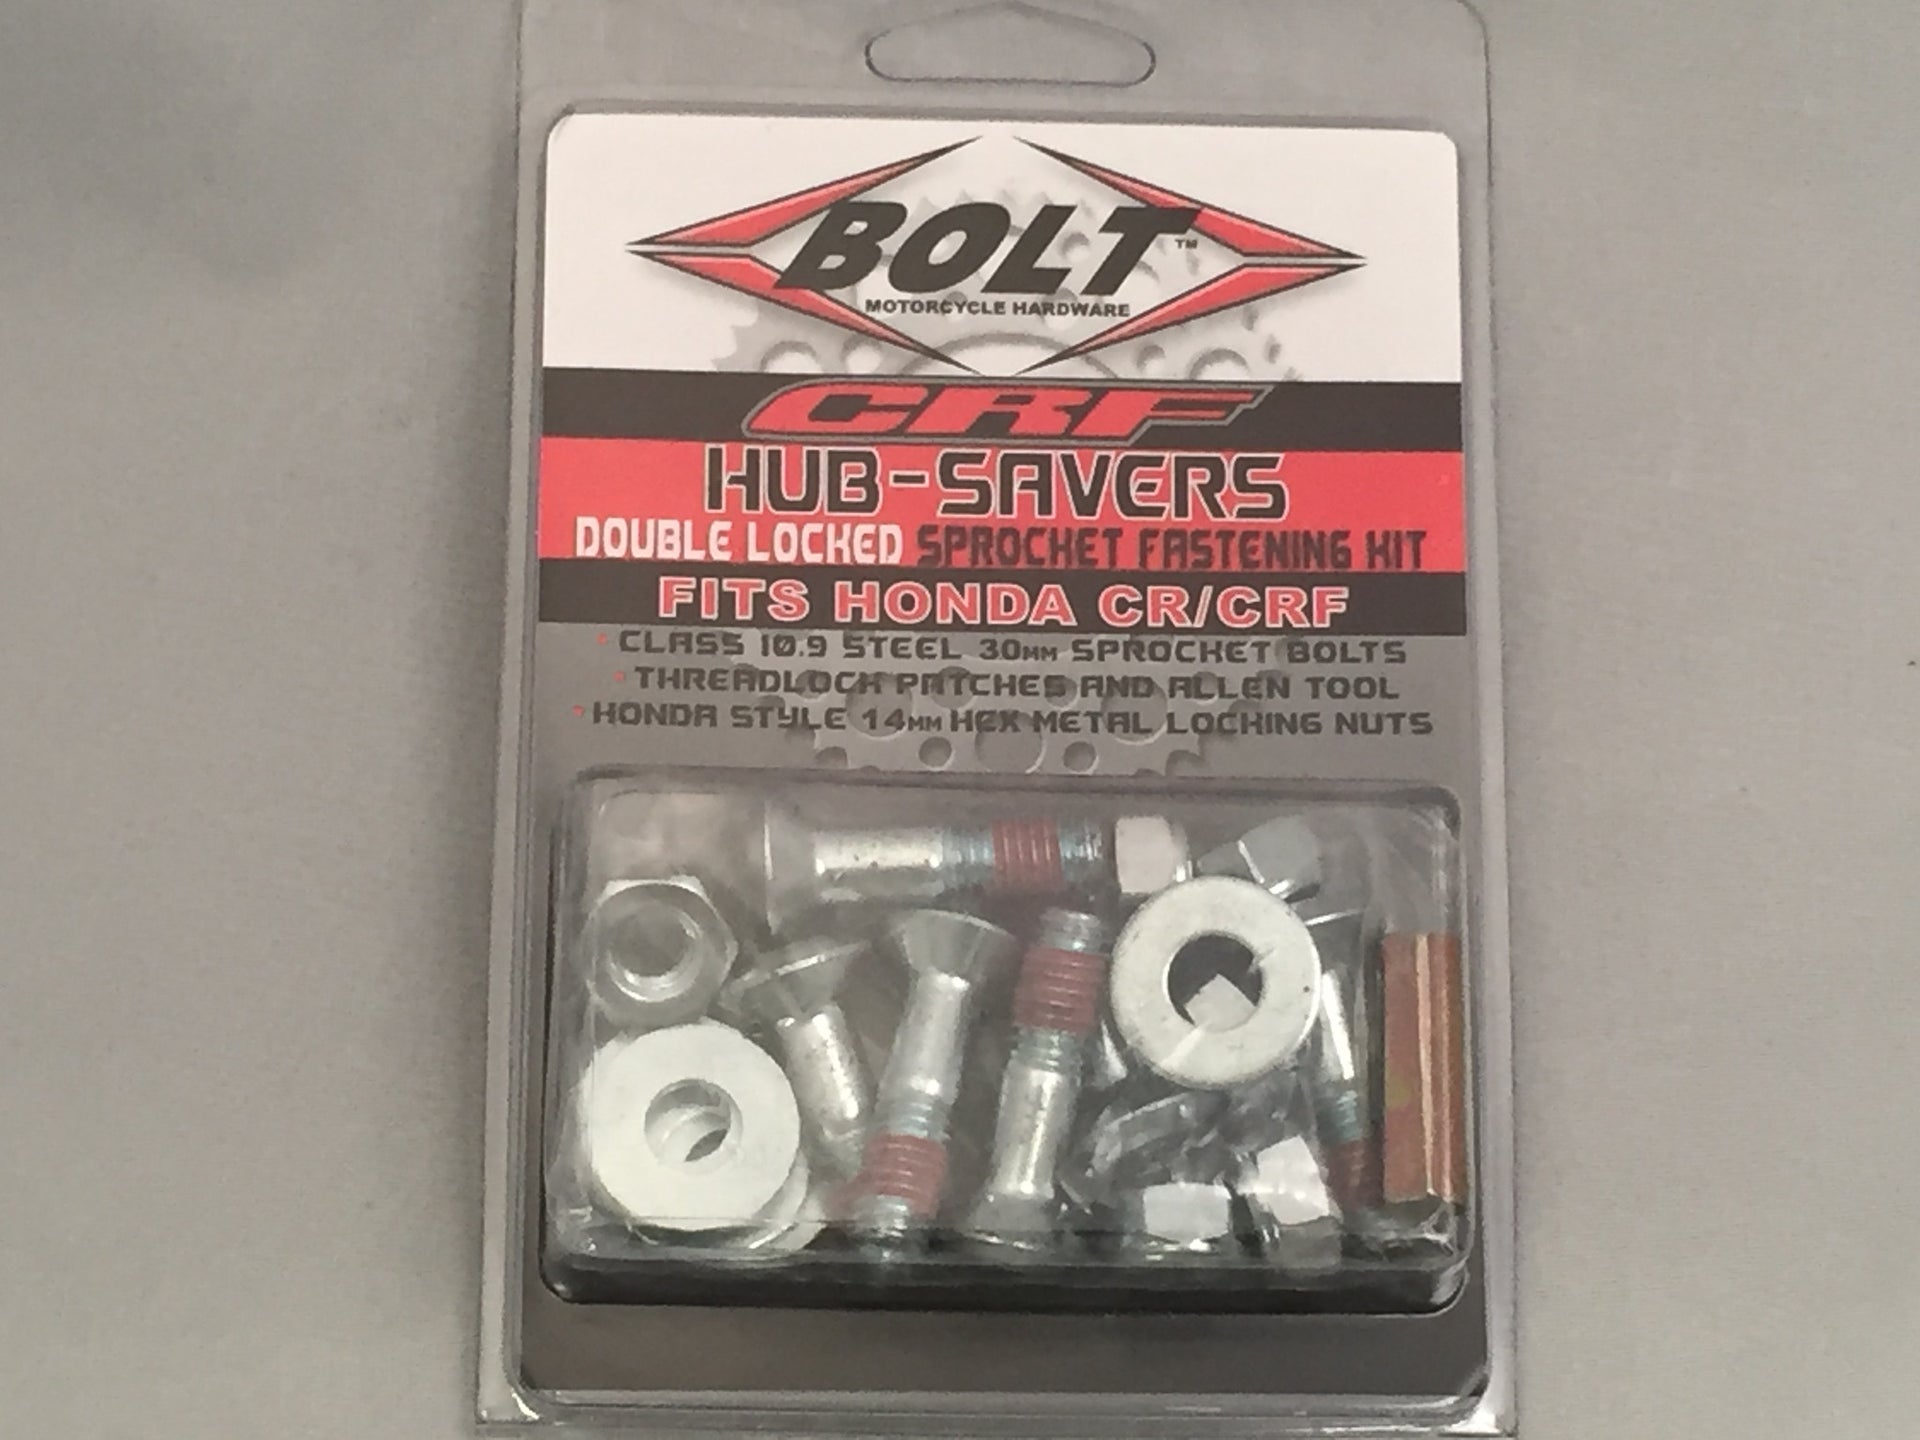 BOLT™
MOTORCYCLE HARDWARE
CRF
HUB-SAVERS
DOUBLE LOCKED SPROCKET FASTENING KIT
FITS HONDA CR/CRF
• CLASS 10.9 STEEL 30MM SPROCKET BOLTS
• THREADLOCK PATCHES AND ALLEN TOOL
• HONDA STYLE 14MM HEX METAL LOCKING NUTS